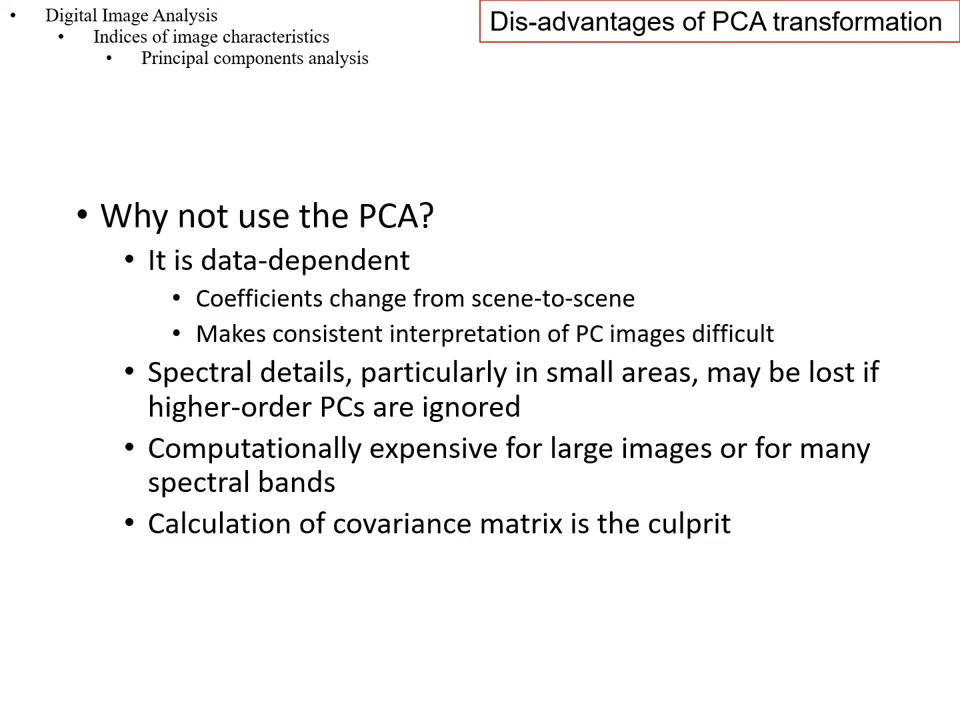 • Digital Image Analysis
• Indices of image characteristics
• Principal components analysis
Dis-advantages of PCA transformation
• Why not use the PCA?
• It is data-dependent
• Coefficients change from scene-to-scene
• Makes consistent interpretation of PC images difficult
• Spectral details, particularly in small areas, may be lost if
higher-order PCs are ignored
• Computationally expensive for large images or for many
spectral bands
• Calculation of covariance matrix is the culprit